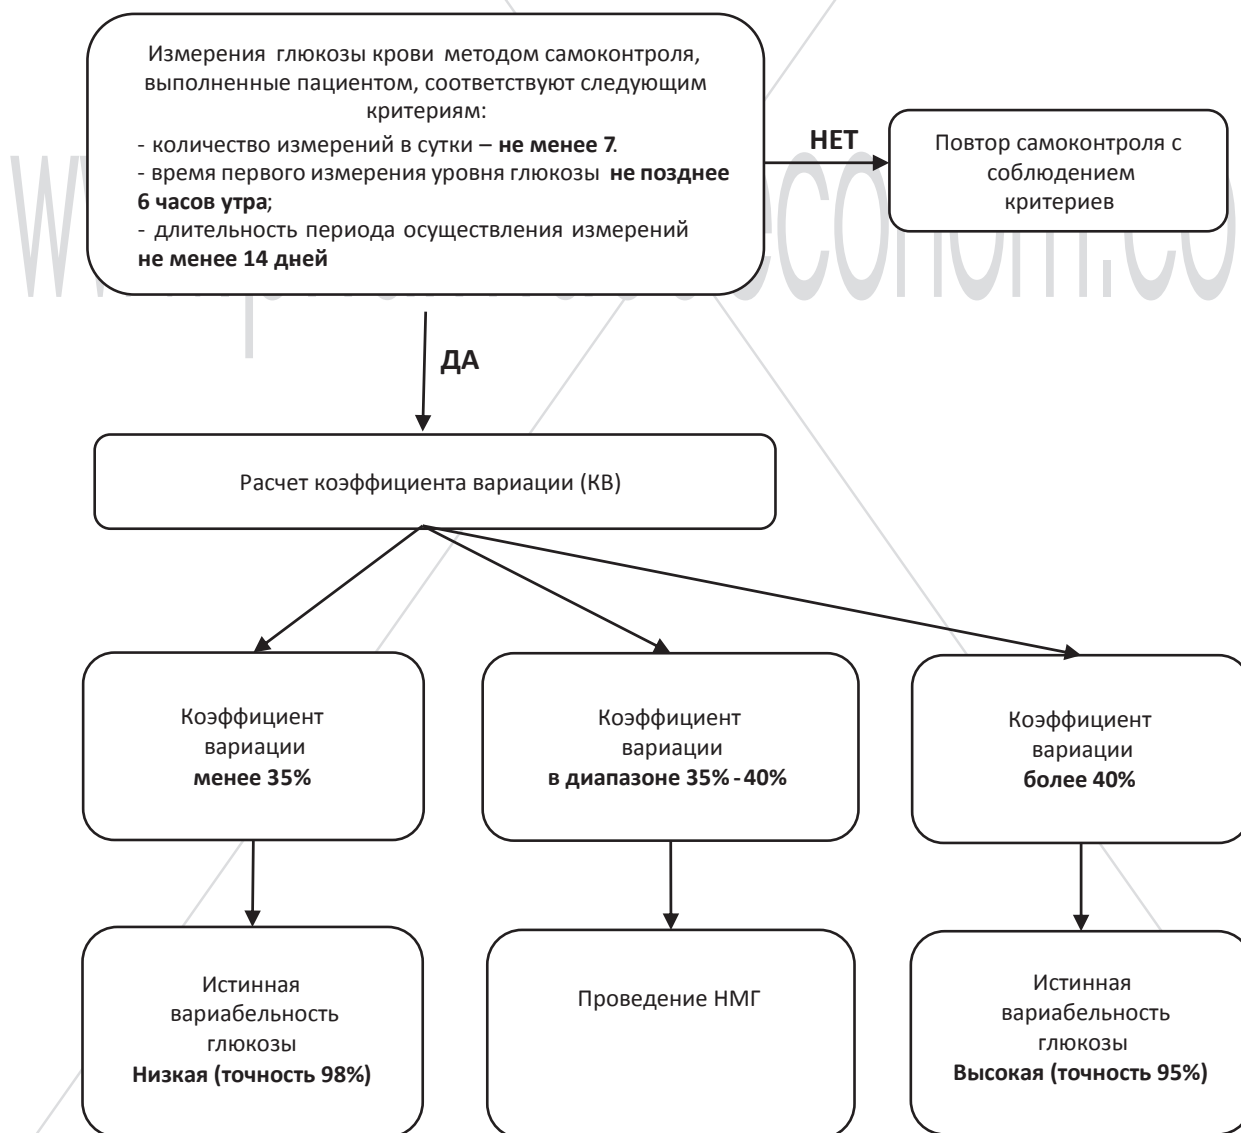 Измерения глюкозы крови методом самоконтроля,
выполненные пациентом, соответствуют следующим
критериям:
- количество измерений в сутки – не менее 7.
- время первого измерения уровня глюкозы не позднее
6 часов утра;
- длительность периода осуществления измерений
не менее 14 дней
НЕТ
Повтор самоконтроля с
соблюдением
критериев
ДА
Расчет коэффициента вариации (КВ)
Коэффициент
вариации
менее 35%
Коэффициент
вариации
в диапазоне 35% - 40%
Коэффициент
вариации
более 40%
Истинная
вариабельность
глюкозы
Низкая (точность 98%)
Проведение НМГ
Истинная
вариабельность
глюкозы
Высокая (точность 95%)